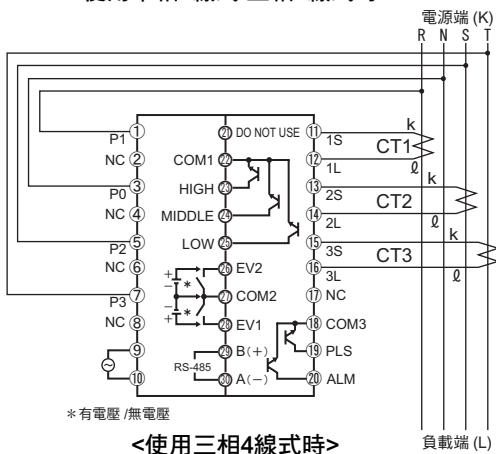 電源端 (K)
R N S T
① P1
NC ②
③ P0
NC ④
⑤ P2
NC ⑥
⑦ P3
NC ⑧
⑨
⑩
㉑ DO NOT USE
COM1 ㉒
HIGH ㉓
MIDDLE ㉔
LOW ㉕
㉖ EV2
㉗ COM2
㉘ EV1
+
−
*
−
+
*
RS-485
㉙ B(+)
㉚ A(−)
⑪ 1S
⑫ 1L
⑬ 2S
⑭ 2L
⑮ 3S
⑯ 3L
⑰ NC
⑱ COM3
⑲ PLS
⑳ ALM
k
CT1
ℓ
k
CT2
ℓ
k
CT3
ℓ
*有電壓 /無電壓
<使用三相4線式時>
負載端 (L)